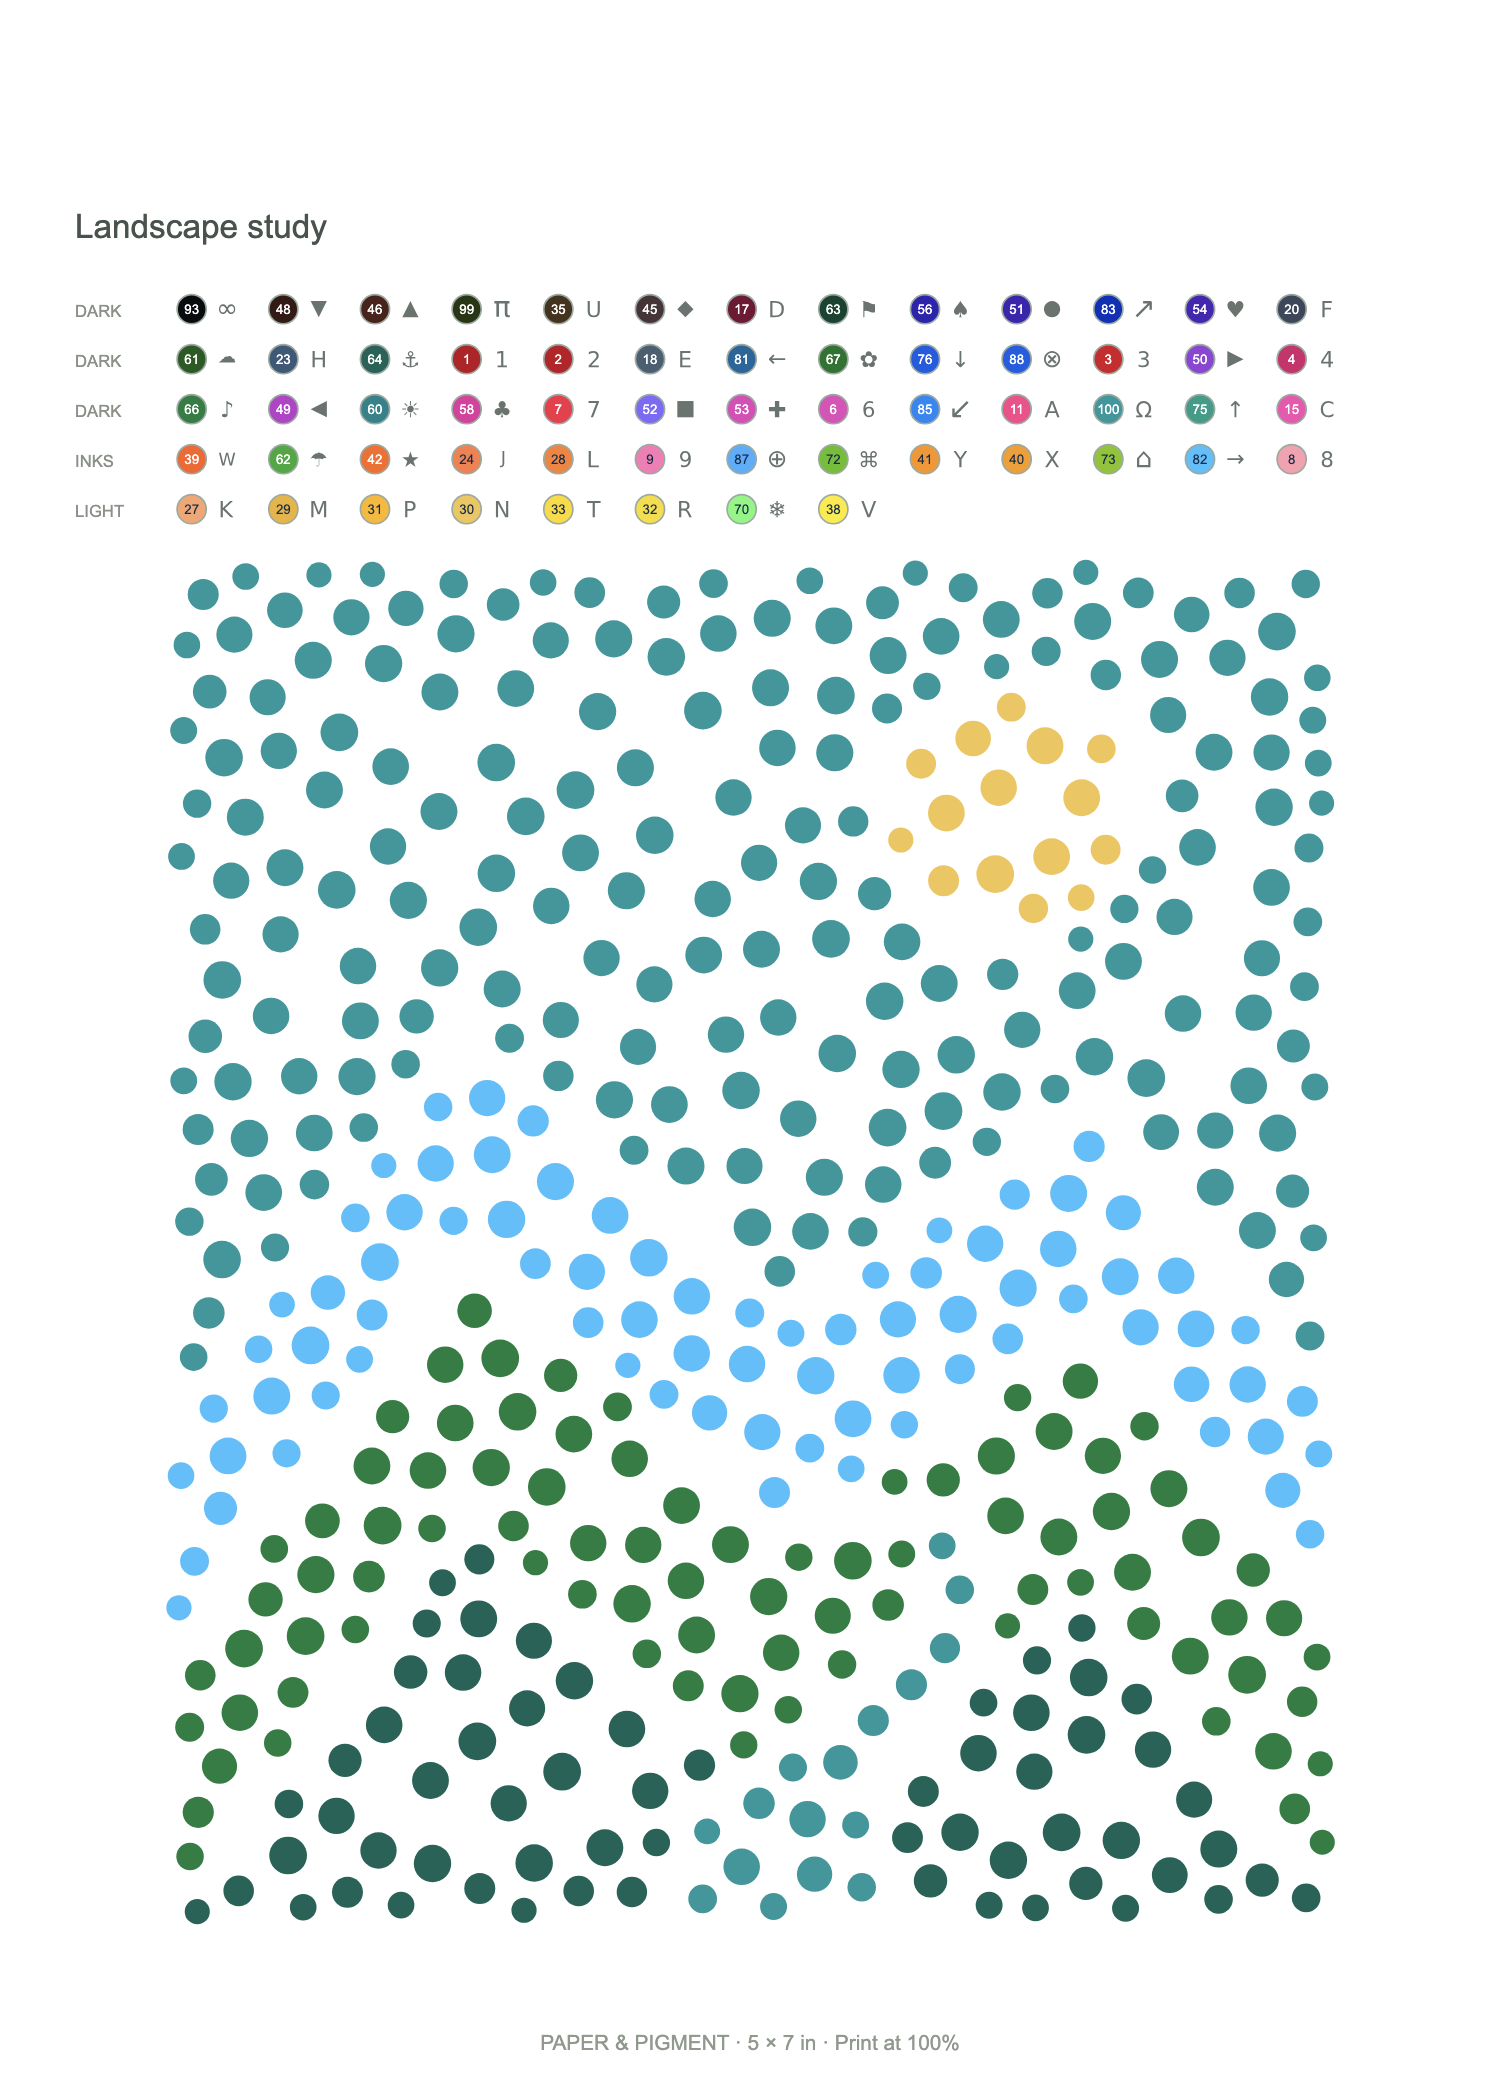 Landscape study
DARK 93 ∞ 48 ▼ 46 ▲ 99 π 35 U 45 ◆ 17 D 63 ⚑ 56 ♠ 51 ● 83 ↗ 54 ♥ 20 F
DARK 61 ☁ 23 H 64 ⚓ 1 1 2 2 18 E 81 ← 67 ✿ 76 ↓ 88 ⊗ 3 3 50 ▶ 4 4
DARK 66 ♪ 49 ◀ 60 ☀ 58 ♣ 7 7 52 ■ 53 ✚ 6 6 85 ↙ 11 A 100 Ω 75 ↑ 15 C
INKS 39 W 62 ☂ 42 ★ 24 J 28 L 9 9 87 ⊕ 72 ⌘ 41 Y 40 X 73 ⌂ 82 → 8 8
LIGHT 27 K 29 M 31 P 30 N 33 T 32 R 70 ❄ 38 V
PAPER & PIGMENT · 5 × 7 in · Print at 100%